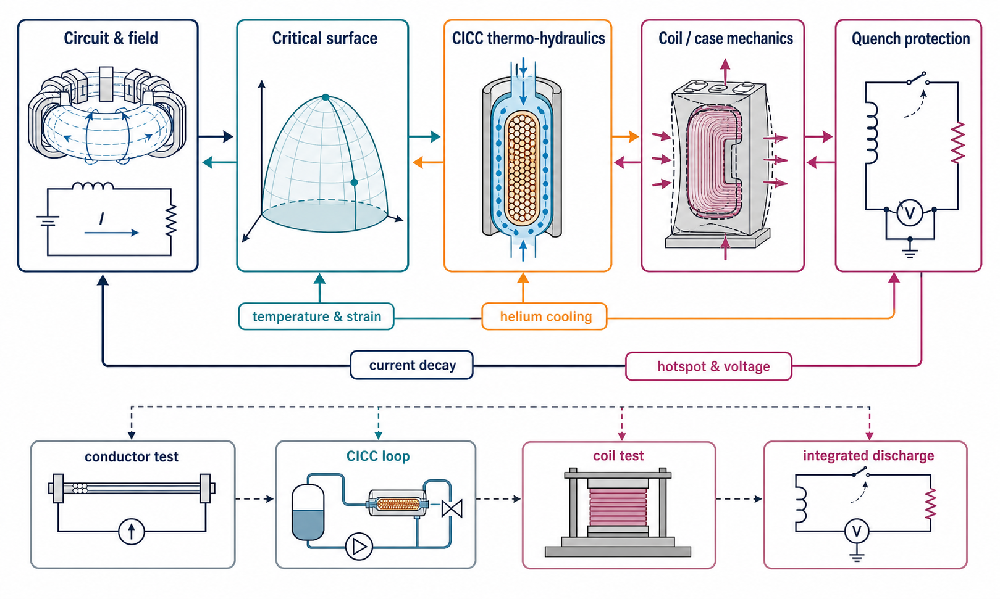 Circuit & field
Critical surface
CICC thermo-hydraulics
Coil / case mechanics
Quench protection
I
V
temperature & strain
helium cooling
current decay
hotspot & voltage
conductor test
CICC loop
coil test
integrated discharge
V